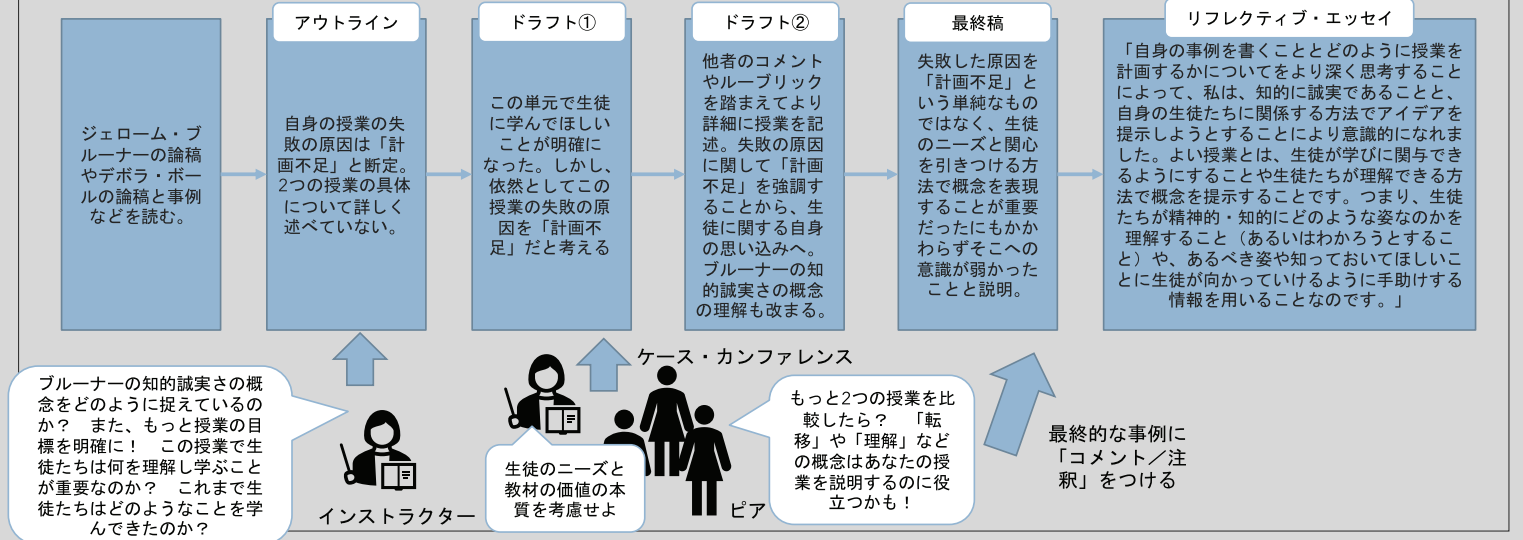 ジェローム・ブ
ルーナーの論稿
やデボラ・ボー
ルの論稿と事例
などを読む。
アウトライン
自身の授業の失
敗の原因は「計
画不足」と断定。
2つの授業の具体
について詳しく
述べていない。
ドラフト①
この単元で生徒
に学んでほしい
ことが明確に
なった。しかし、
依然としてこの
授業の失敗の原
因を「計画不
足」だと考える
ドラフト②
他者のコメント
やルーブリック
を踏まえてより
詳細に授業を記
述。失敗の原因
に関して「計画
不足」を強調す
ることから、生
徒に関する自身
の思い込みへ。
ブルーナーの知
的誠実さの概念
の理解も改まる。
最終稿
失敗した原因を
「計画不足」と
いう単純なもの
ではなく、生徒
のニーズと関心
を引きつける方
法で概念を表現
することが重要
だったにもかか
わらずそこへの
意識が弱かった
ことと説明。
リフレクティブ・エッセイ
「自身の事例を書くこととどのように授業を
計画するかについてをより深く思考すること
によって、私は、知的に誠実であることと、
自身の生徒たちに関係する方法でアイデアを
提示しようとすることにより意識的になれま
した。よい授業とは、生徒が学びに関与でき
るようにすることや生徒たちが理解できる方
法で概念を提示することです。つまり、生徒
たちが精神的・知的にどのような姿なのかを
理解すること（あるいはわかろうとするこ
と）や、あるべき姿や知っておいてほしいこ
とに生徒が向かっていけるように手助けする
情報を用いることなのです。」
ブルーナーの知的誠実さの概
念をどのように捉えているの
か？　また、もっと授業の目
標を明確に！　この授業で生
徒たちは何を理解し学ぶこと
が重要なのか？　これまで生
徒たちはどのようなことを学
んできたのか？
インストラクター
ケース・カンファレンス
生徒のニーズと
教材の価値の本
質を考慮せよ
ピア
もっと2つの授業を比
較したら？　「転
移」や「理解」など
の概念はあなたの授
業を説明するのに役
立つかも！
最終的な事例に
「コメント／注
釈」をつける